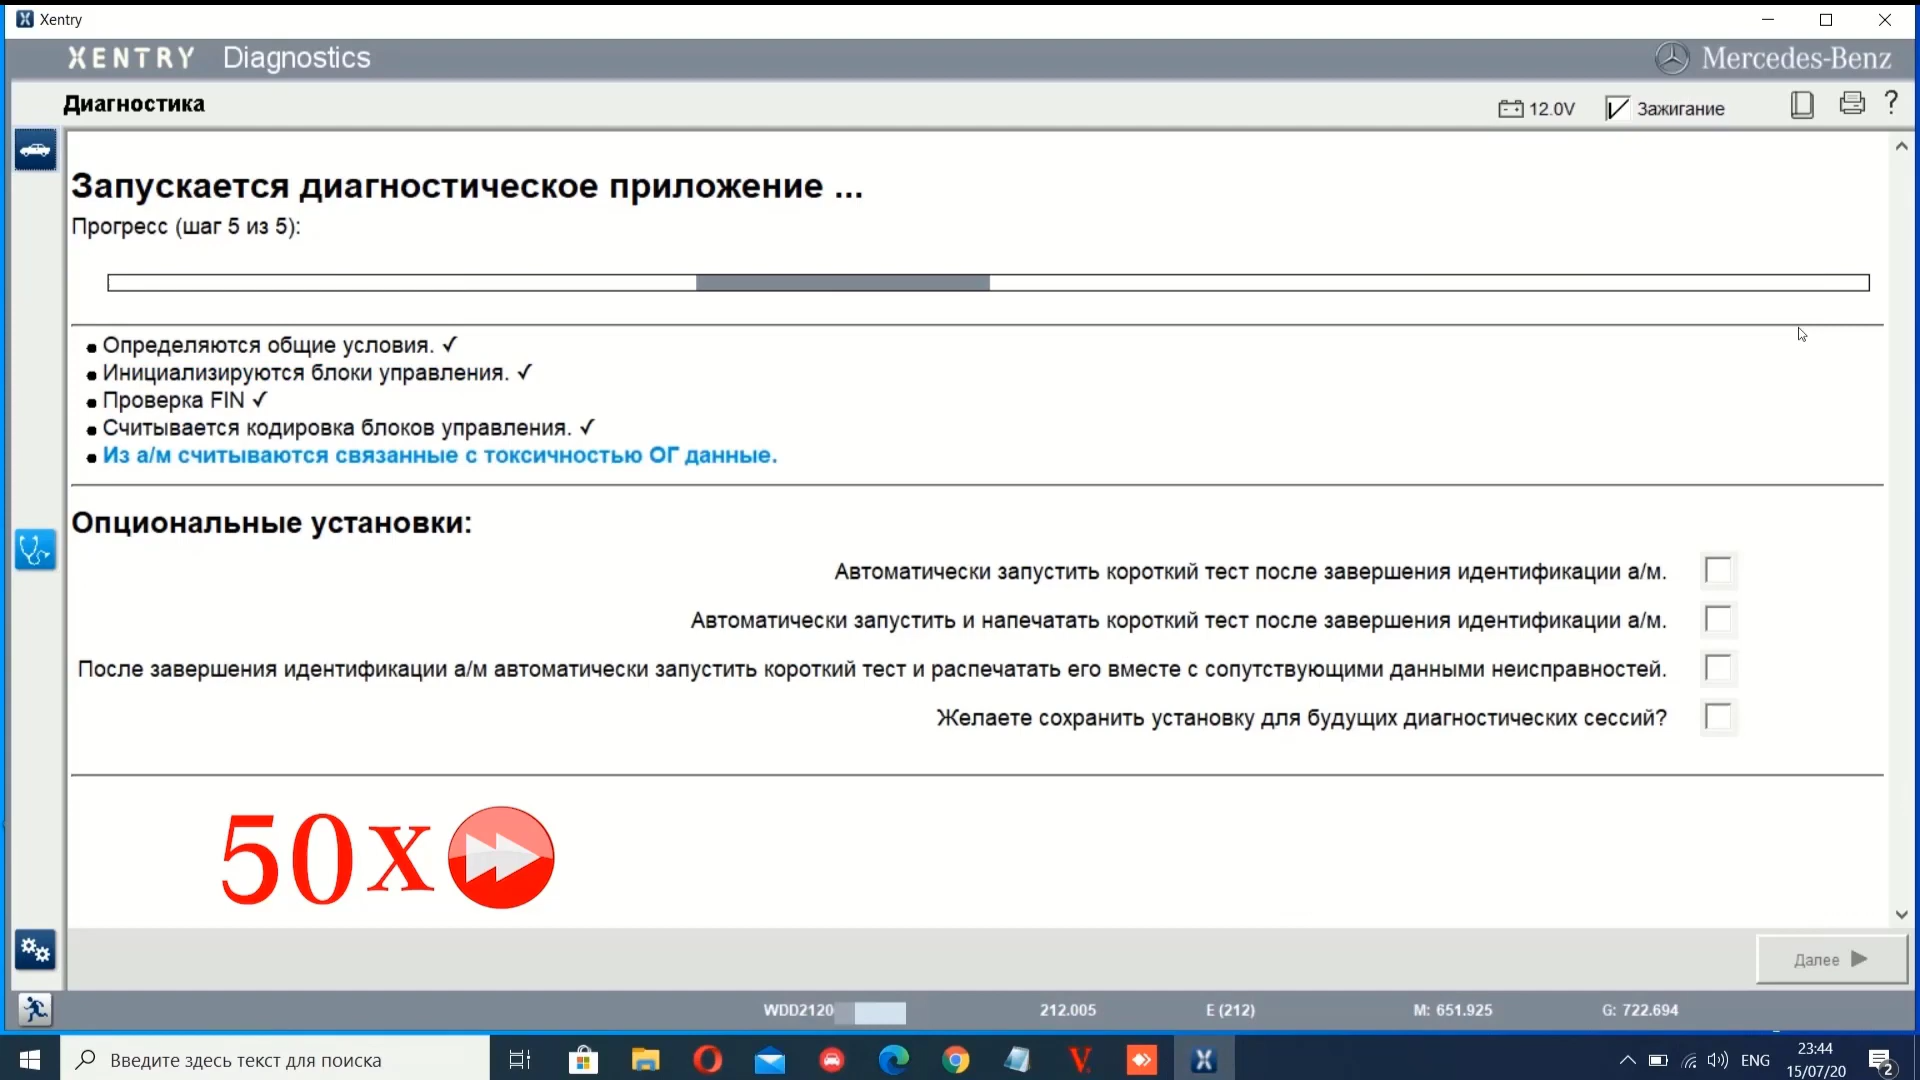 Xentry
XENTRY Diagnostics
Mercedes-Benz
Диагностика
12.0V
Зажигание
?
Запускается диагностическое приложение ...
Прогресс (шаг 5 из 5):
Определяются общие условия. ✓
Инициализируются блоки управления. ✓
Проверка FIN ✓
Считывается кодировка блоков управления. ✓
Из а/м считываются связанные с токсичностью ОГ данные.
Опциональные установки:
Автоматически запустить короткий тест после завершения идентификации а/м.
Автоматически запустить и напечатать короткий тест после завершения идентификации а/м.
После завершения идентификации а/м автоматически запустить короткий тест и распечатать его вместе с сопутствующими данными неисправностей.
Желаете сохранить установку для будущих диагностических сессий?
50x
Далее
WDD2120
212.005
E (212)
M: 651.925
G: 722.694
Введите здесь текст для поиска
ENG
23:44
15/07/20
2